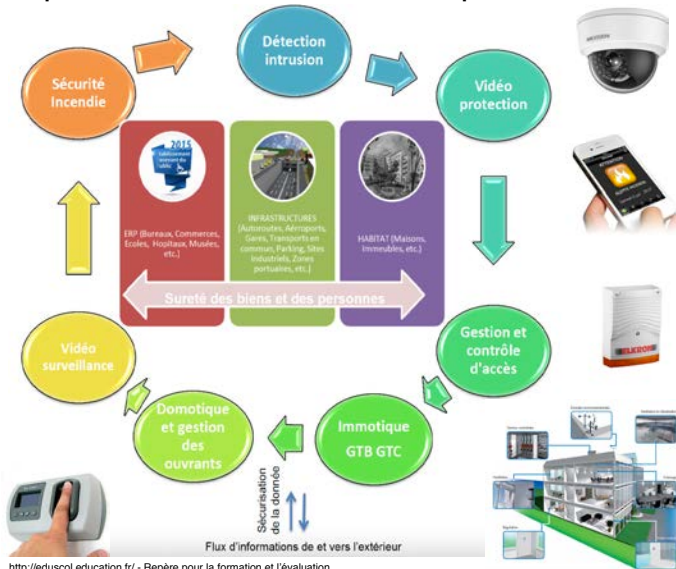 Détection
intrusion
Sécurité
Incendie
Vidéo
protection
2015
ERP (Bureaux, Commerces,
Ecoles, Hopitaux, Musées,
etc.)
INFRASTRUCTURES
(Autoroutes, Aéroports,
Gares, Transports en
commun, Parking, Sites
Industriels, Zones
portuaires, etc.)
HABITAT (Maisons,
Immeubles, etc.)
Sureté des biens et des personnes
ATTENTION
ELKRON
Vidéo
surveillance
Gestion et
contrôle
d'accès
Domotique
et gestion
des
ouvrants
Immotique
GTB GTC
Sécurisation
de la donnée
Flux d'informations de et vers l'extérieur
http://eduscol.education.fr/ - Repère pour la formation et l'évaluation